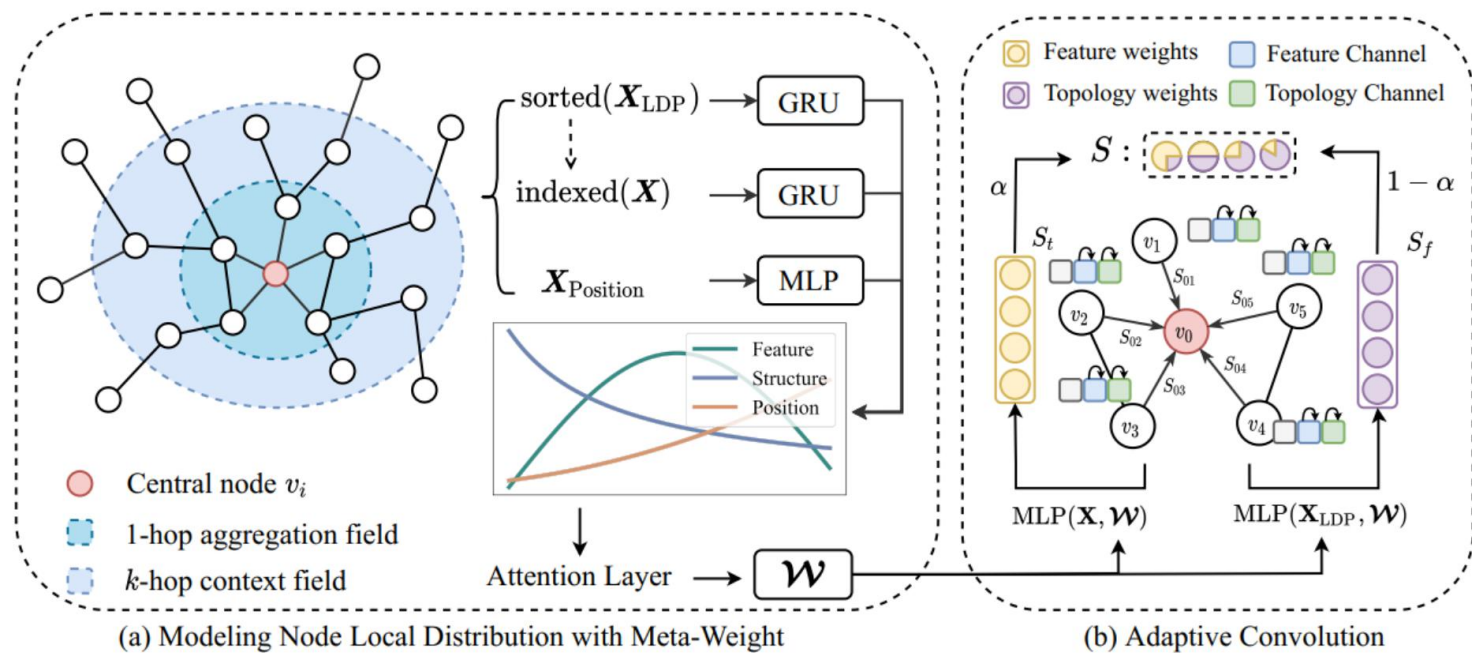 sorted(X_LDP)
GRU
indexed(X)
GRU
X_Position
MLP
Feature
Structure
Position
Central node v_i
1-hop aggregation field
k-hop context field
Attention Layer
𝓦
(a) Modeling Node Local Distribution with Meta-Weight
Feature weights
Feature Channel
Topology weights
Topology Channel
S :
α
1 − α
S_t
S_f
v_1
v_2
v_0
v_5
v_3
v_4
S_01
S_02
S_05
S_03
S_04
MLP(X, 𝓦)
MLP(X_LDP, 𝓦)
(b) Adaptive Convolution